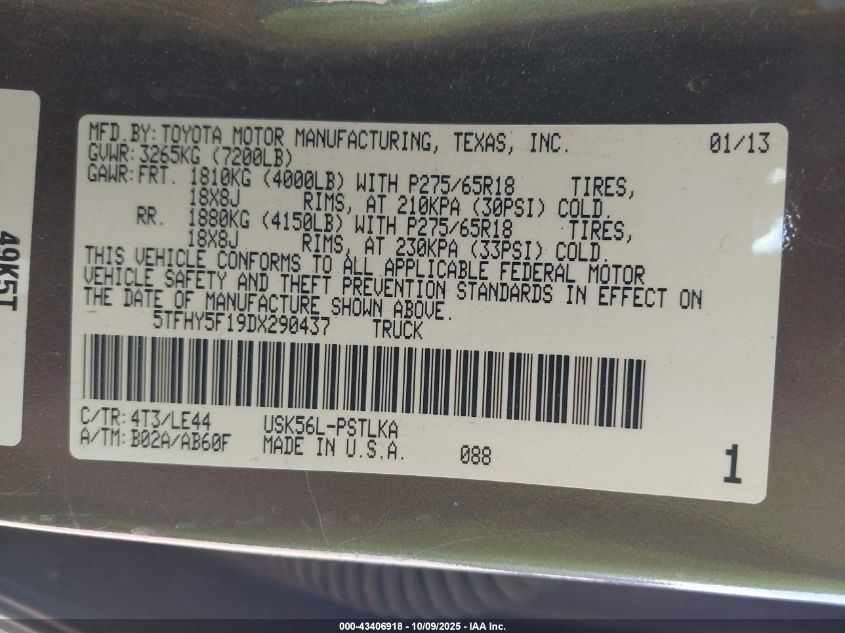 MFD.BY: TOYOTA MOTOR MANUFACTURING, TEXAS, INC. 01/13
GVWR: 3265KG (7200LB)
GAWR: FRT. 1810KG (4000LB) WITH P275/65R18 TIRES,
18X8J RIMS, AT 210KPA (30PSI) COLD.
RR. 1880KG (4150LB) WITH P275/65R18 TIRES,
18X8J RIMS, AT 230KPA (33PSI) COLD.
THIS VEHICLE CONFORMS TO ALL APPLICABLE FEDERAL MOTOR
VEHICLE SAFETY AND THEFT PREVENTION STANDARDS IN EFFECT ON
THE DATE OF MANUFACTURE SHOWN ABOVE.
5TFHY5F19DX290437 TRUCK
C/TR: 4T3/LE44 USK56L-PSTLKA
A/TM: B02A/AB60F MADE IN U.S.A. 088 1
49K5T
000-43406918 - 10/09/2025 - IAA Inc.